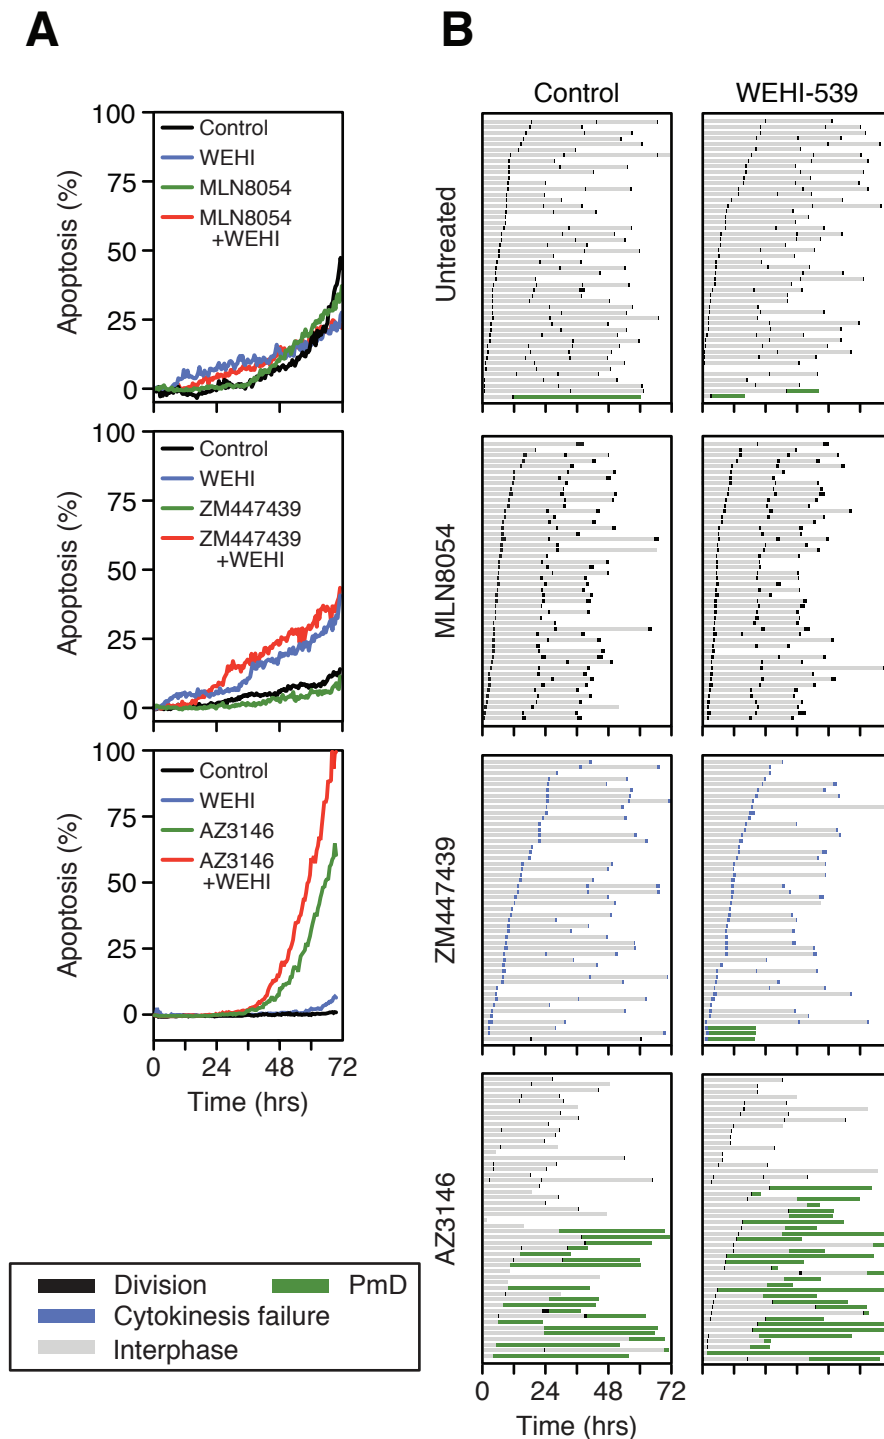 A
B
Control
WEHI-539
100
75
50
25
0
Apoptosis (%)
Control
WEHI
MLN8054
MLN8054
+WEHI
Untreated
100
75
50
25
0
Apoptosis (%)
Control
WEHI
ZM447439
ZM447439
+WEHI
MLN8054
100
75
50
25
0
Apoptosis (%)
Control
WEHI
AZ3146
AZ3146
+WEHI
0 24 48 72
Time (hrs)
ZM447439
AZ3146
0 24 48 72
Time (hrs)
Division PmD
Cytokinesis failure
Interphase